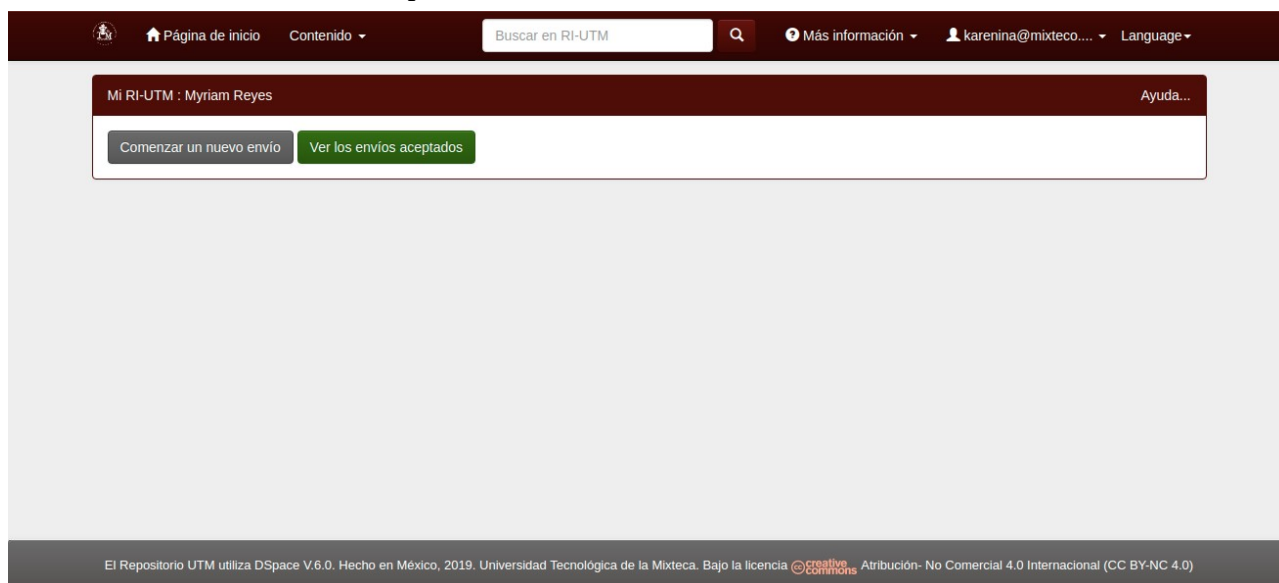 Página de inicio Contenido Buscar en RI-UTM Más información karenina@mixteco.... Language
Mi RI-UTM : Myriam Reyes Ayuda...
Comenzar un nuevo envío Ver los envíos aceptados
El Repositorio UTM utiliza DSpace V.6.0. Hecho en México, 2019. Universidad Tecnológica de la Mixteca. Bajo la licencia creative commons Atribución- No Comercial 4.0 Internacional (CC BY-NC 4.0)